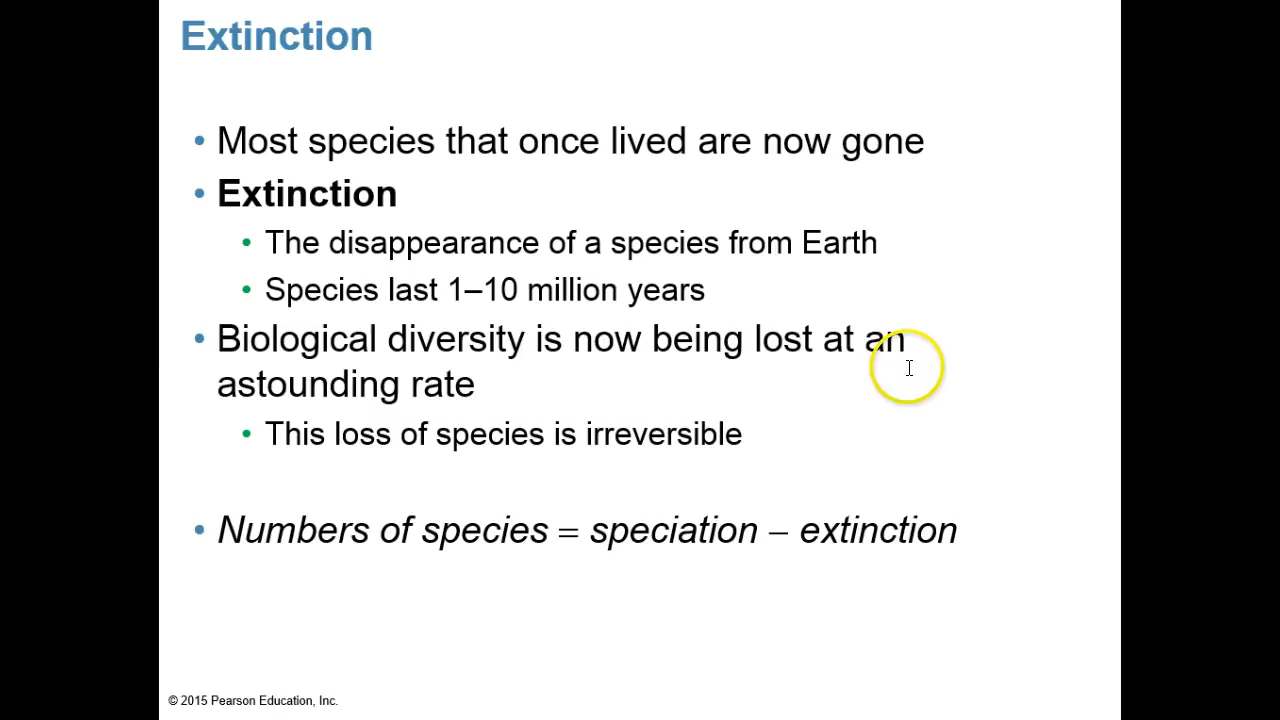 Extinction
• Most species that once lived are now gone
• Extinction
• The disappearance of a species from Earth
• Species last 1–10 million years
• Biological diversity is now being lost at an
astounding rate
• This loss of species is irreversible
• Numbers of species = speciation – extinction
© 2015 Pearson Education, Inc.